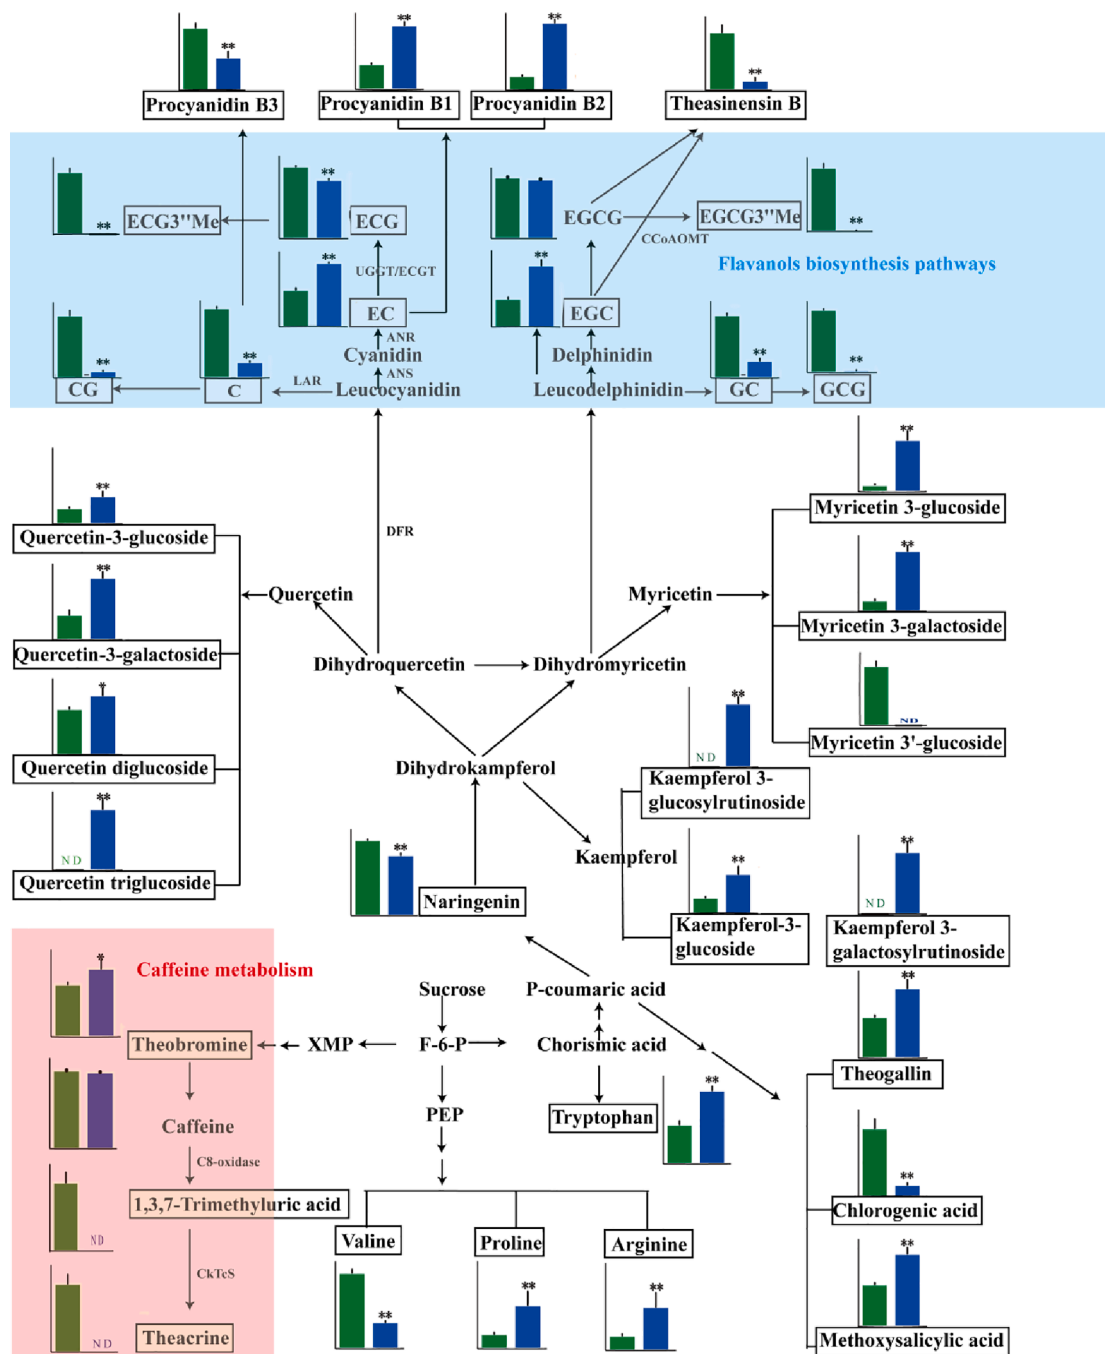 **
**
**
**
Procyanidin B3
Procyanidin B1
Procyanidin B2
Theasinensin B
**
**
**
ECG3"Me
ECG
EGCG
EGCG3"Me
CCoAOMT
Flavanols biosynthesis pathways
**
**
UGGT/ECGT
EC
EGC
ANR
Cyanidin
Delphinidin
**
**
**
**
ANS
LAR
CG
C
Leucocyanidin
Leucodelphinidin
GC
GCG
**
**
Quercetin-3-glucoside
DFR
Myricetin 3-glucoside
**
**
Quercetin
Myricetin
Quercetin-3-galactoside
Myricetin 3-galactoside
Dihydroquercetin
Dihydromyricetin
*
**
ND
Quercetin diglucoside
Myricetin 3'-glucoside
Dihydrokampferol
ND
Kaempferol 3-
glucosylrutinoside
**
ND
Quercetin triglucoside
**
Naringenin
Kaempferol
**
Kaempferol-3-
glucoside
**
ND
Kaempferol 3-
galactosylrutinoside
*
Caffeine metabolism
Sucrose
P-coumaric acid
**
Theobromine
XMP
F-6-P
Chorismic acid
Theogallin
**
Caffeine
PEP
Tryptophan
C8-oxidase
ND
1,3,7-Trimethyluric acid
**
Chlorogenic acid
Valine
Proline
Arginine
**
**
**
**
CkTcS
ND
Theacrine
Methoxysalicylic acid